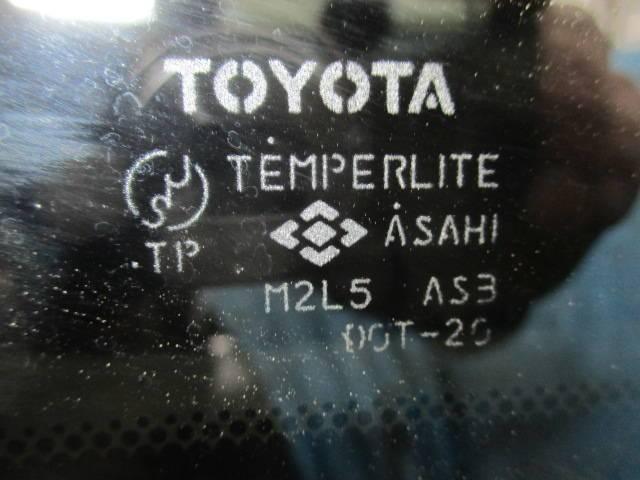 TOYOTA
TEMPERLITE
TP
ASAHI
M2L5 AS3
DOT-20